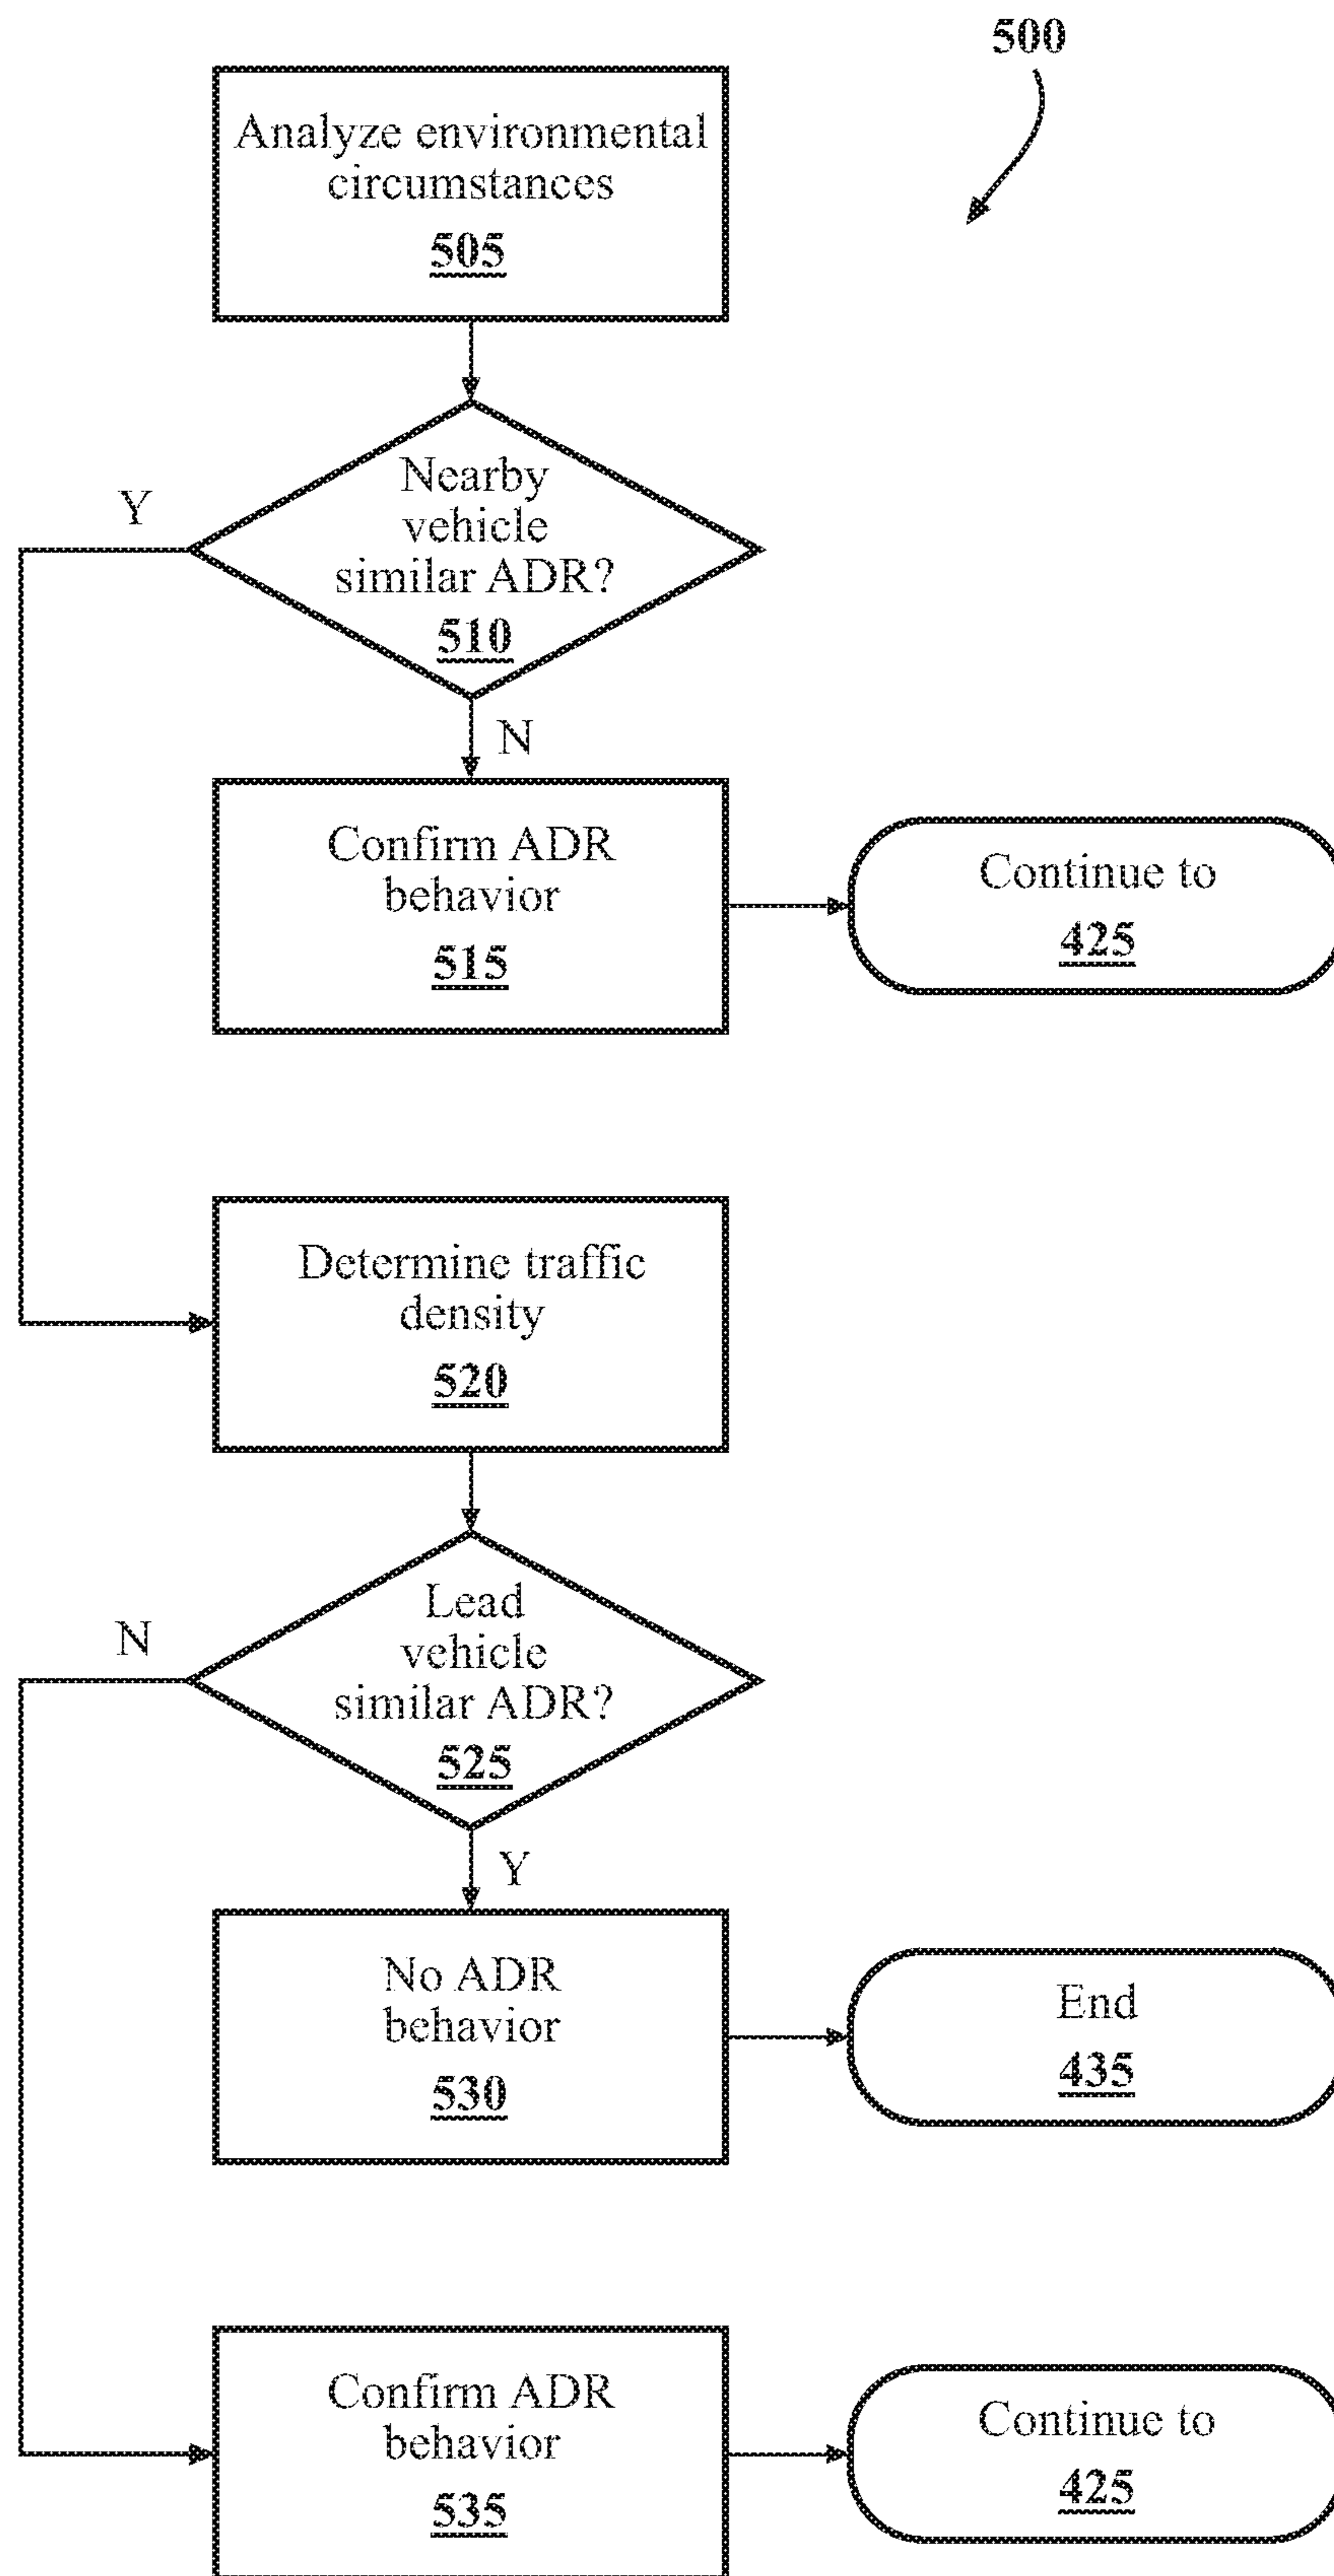 500
Analyze environmental
circumstances
505
Nearby
vehicle
similar ADR?
510
Y
N
Confirm ADR
behavior
515
Continue to
425
Determine traffic
density
520
Lead
vehicle
similar ADR?
525
N
Y
No ADR
behavior
530
End
435
Confirm ADR
behavior
535
Continue to
425